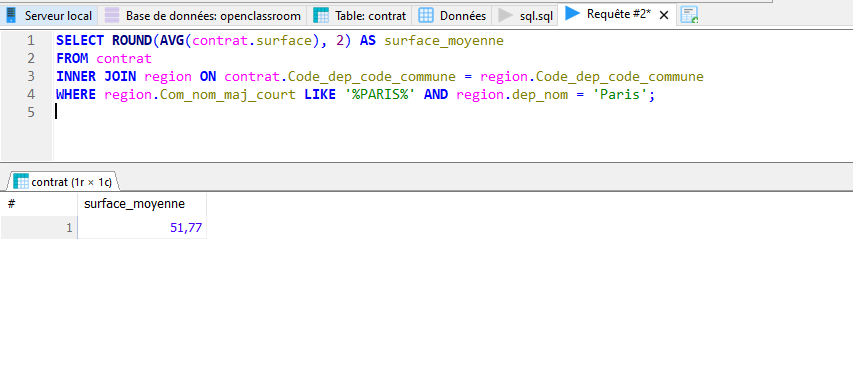 Serveur local Base de données: openclassroom Table: contrat Données sql.sql Requête #2*
1 SELECT ROUND(AVG(contrat.surface), 2) AS surface_moyenne
2 FROM contrat
3 INNER JOIN region ON contrat.Code_dep_code_commune = region.Code_dep_code_commune
4 WHERE region.Com_nom_maj_court LIKE '%PARIS%' AND region.dep_nom = 'Paris';
5
contrat (1r × 1c)
# surface_moyenne
1 51,77